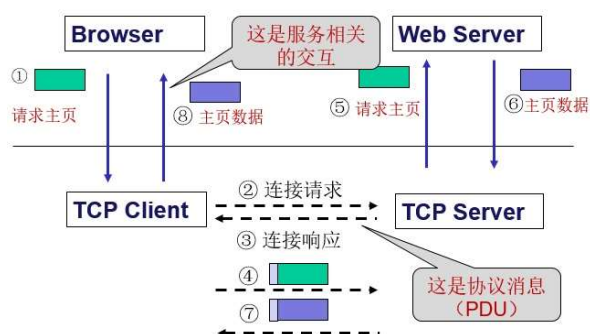 Browser
Web Server
这是服务相关
的交互
①
请求主页
⑧ 主页数据
⑤ 请求主页
⑥主页数据
TCP Client
TCP Server
② 连接请求
③ 连接响应
④
⑦
这是协议消息
（PDU）